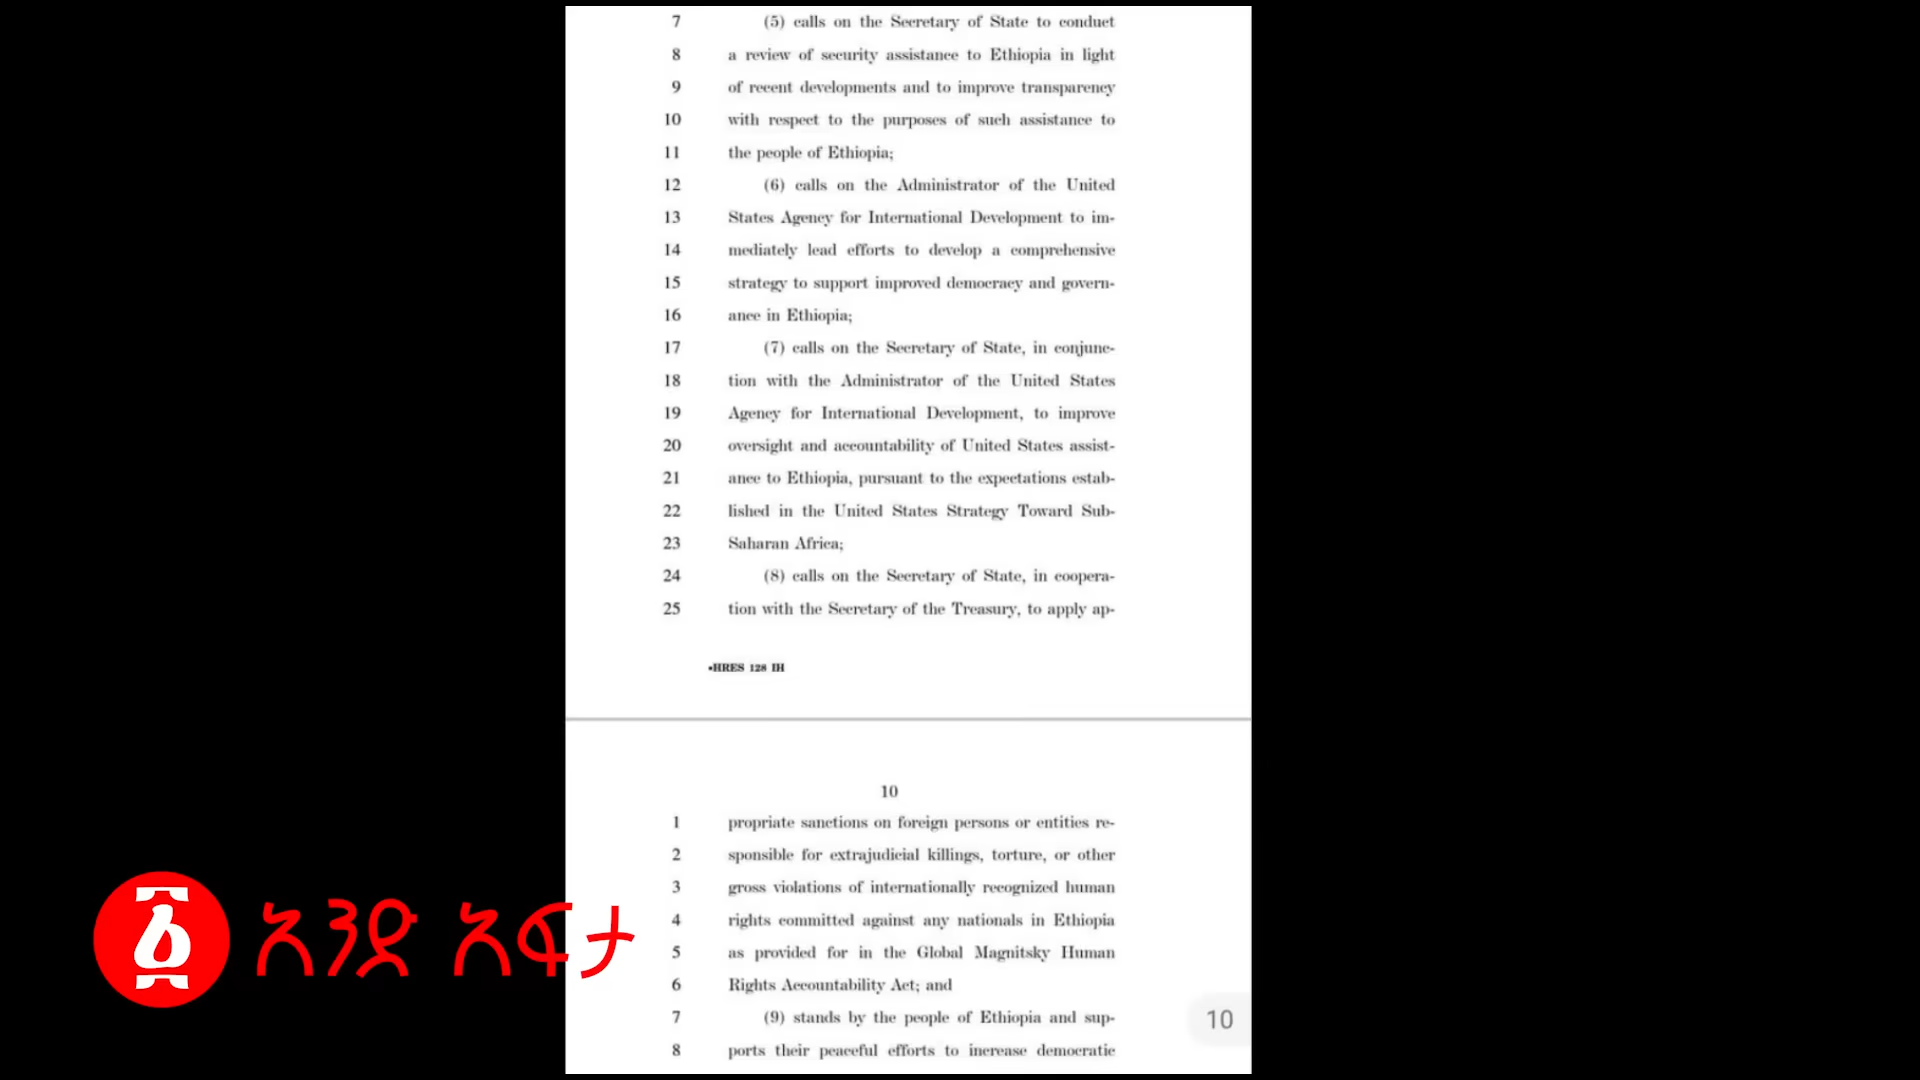 7 (5) calls on the Secretary of State to conduct
8 a review of security assistance to Ethiopia in light
9 of recent developments and to improve transparency
10 with respect to the purposes of such assistance to
11 the people of Ethiopia;
12 (6) calls on the Administrator of the United
13 States Agency for International Development to im-
14 mediately lead efforts to develop a comprehensive
15 strategy to support improved democracy and govern-
16 ance in Ethiopia;
17 (7) calls on the Secretary of State, in conjunc-
18 tion with the Administrator of the United States
19 Agency for International Development, to improve
20 oversight and accountability of United States assist-
21 ance to Ethiopia, pursuant to the expectations estab-
22 lished in the United States Strategy Toward Sub-
23 Saharan Africa;
24 (8) calls on the Secretary of State, in coopera-
25 tion with the Secretary of the Treasury, to apply ap-
•HRES 128 IH
10
1 propriate sanctions on foreign persons or entities re-
2 sponsible for extrajudicial killings, torture, or other
3 gross violations of internationally recognized human
4 rights committed against any nationals in Ethiopia
5 as provided for in the Global Magnitsky Human
6 Rights Accountability Act; and
7 (9) stands by the people of Ethiopia and sup-
8 ports their peaceful efforts to increase democratic
10
፩ አንድ አፍታ